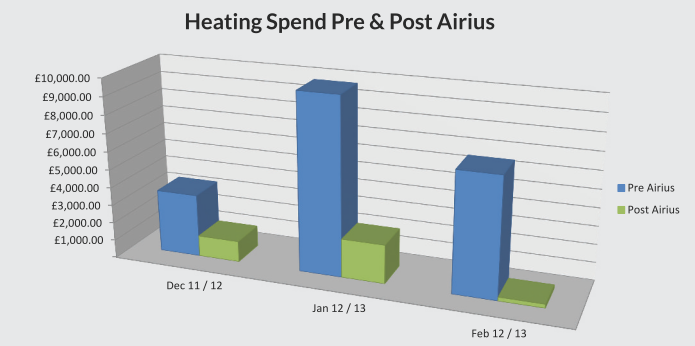 Heating Spend Pre & Post Airius
£10,000.00
£9,000.00
£8,000.00
£7,000.00
£6,000.00
£5,000.00
£4,000.00
£3,000.00
£2,000.00
£1,000.00
Dec 11 / 12
Jan 12 / 13
Feb 12 / 13
Pre Airius
Post Airius